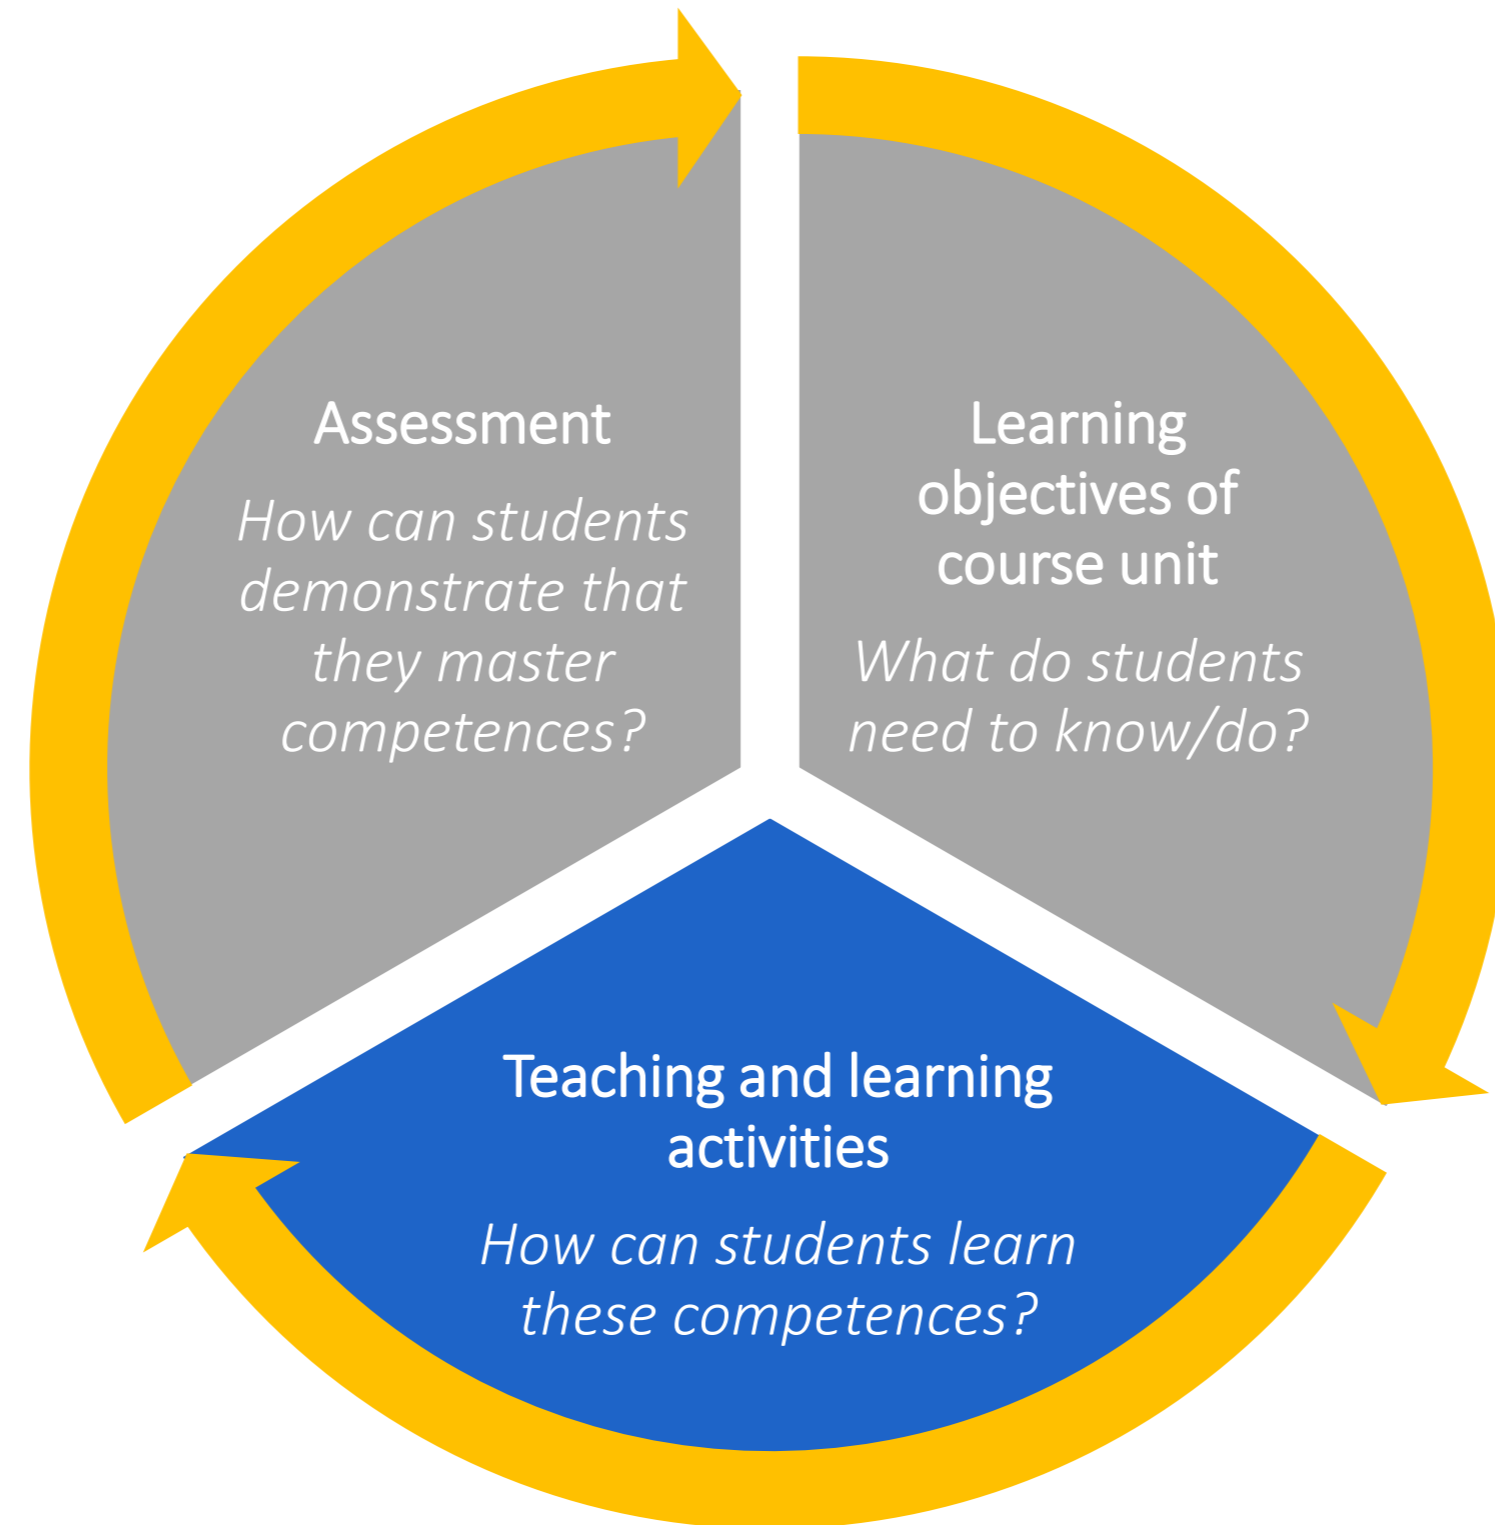 Assessment
How can students
demonstrate that
they master
competences?
Learning
objectives of
course unit
What do students
need to know/do?
Teaching and learning
activities
How can students learn
these competences?